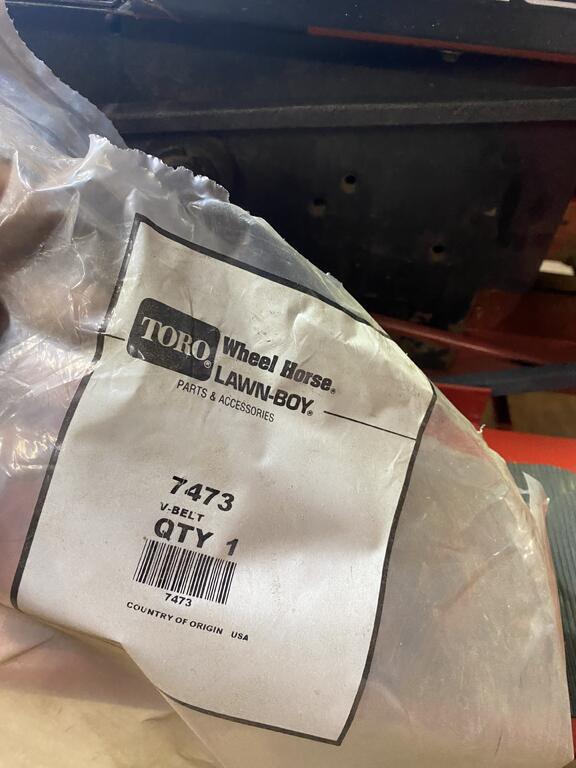 TORO® Wheel Horse®
LAWN-BOY®
PARTS & ACCESSORIES
7473
V-BELT
QTY 1
7473
COUNTRY OF ORIGIN USA